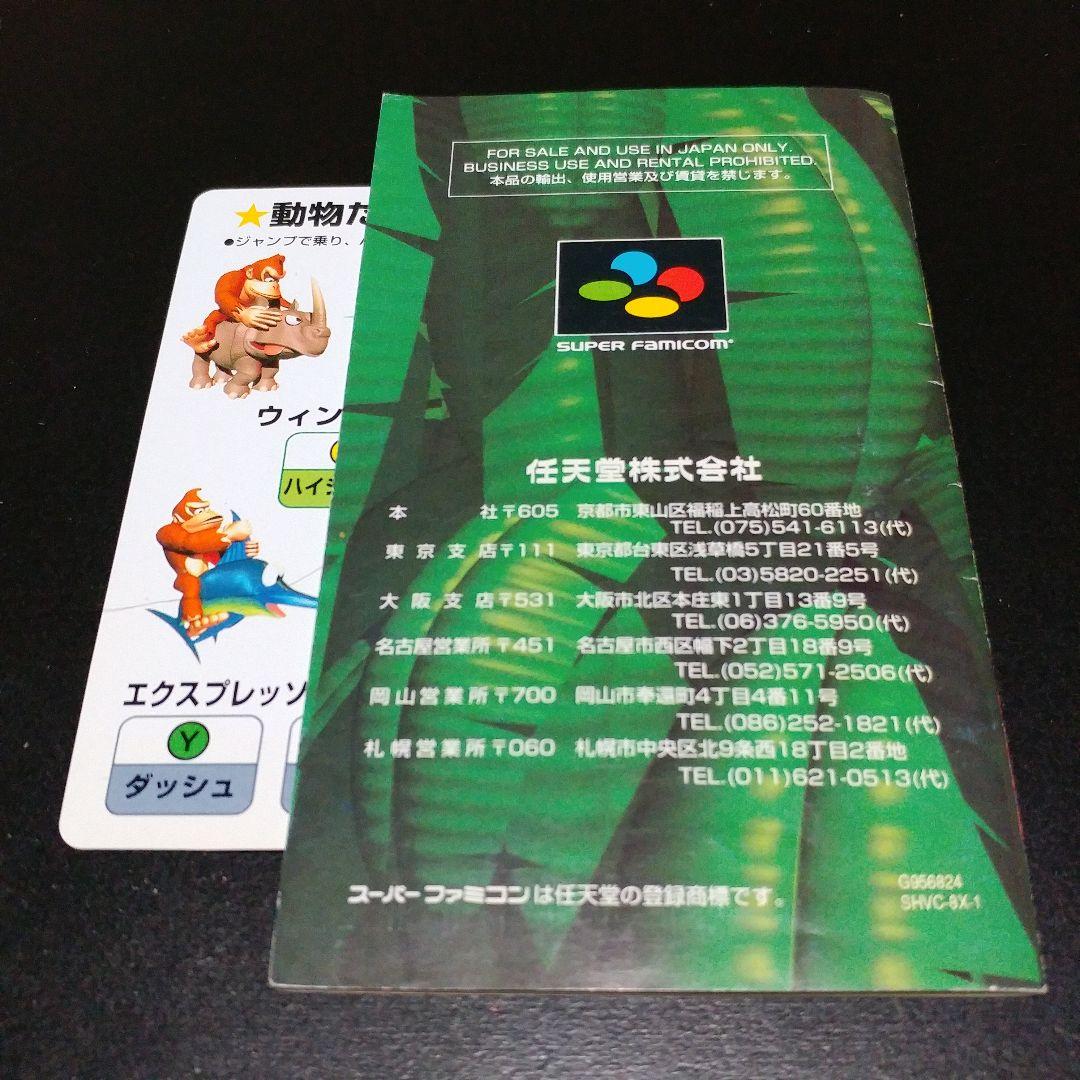 FOR SALE AND USE IN JAPAN ONLY.
BUSINESS USE AND RENTAL PROHIBITED.
本品の輸出、使用営業及び賃貸を禁じます。
SUPER FAMICOM
任天堂株式会社
本社〒605 京都市東山区福稲上高松町60番地
TEL.(075)541-6113(代)
東京支店〒111 東京都台東区浅草橋5丁目21番5号
TEL.(03)5820-2251(代)
大阪支店〒531 大阪市北区本庄東1丁目13番9号
TEL.(06)376-5950(代)
名古屋営業所〒451 名古屋市西区幅下2丁目18番9号
TEL.(052)571-2506(代)
岡山営業所〒700 岡山市奉還町4丁目4番11号
TEL.(086)252-1821(代)
札幌営業所〒060 札幌市中央区北9条西18丁目2番地
TEL.(011)621-0513(代)
スーパーファミコンは任天堂の登録商標です。
G956824
SHVC-8X-1
★動物た
●ジャンプで乗り、
ウィン
ハイジ
エクスプレッソ
Y
ダッシュ